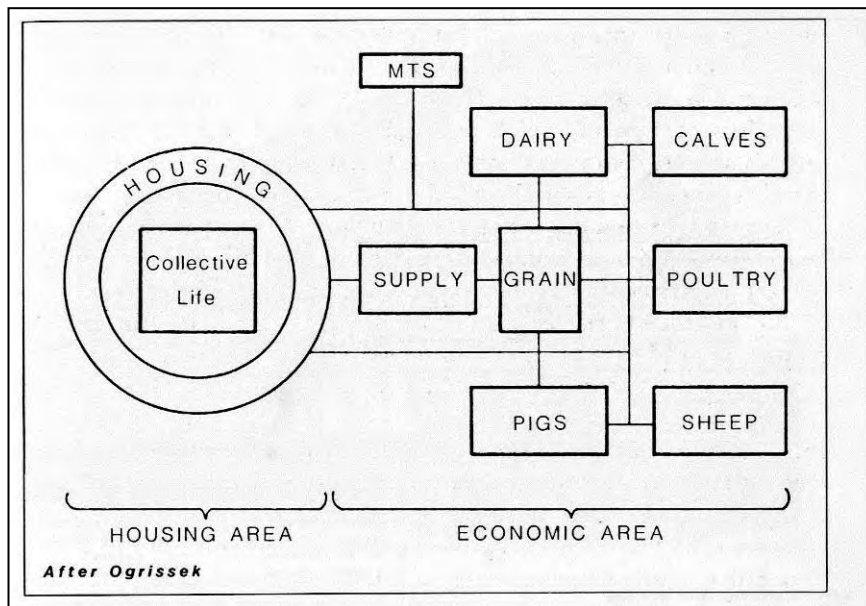 MTS
DAIRY
CALVES
HOUSING
Collective
Life
SUPPLY
GRAIN
POULTRY
PIGS
SHEEP
HOUSING AREA
ECONOMIC AREA
After Ogrissek